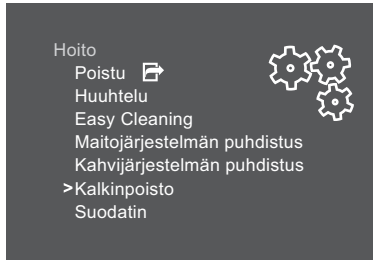 Hoito
Poistu
Huuhtelu
Easy Cleaning
Maitojärjestelmän puhdistus
Kahvijärjestelmän puhdistus
>Kalkinpoisto
Suodatin